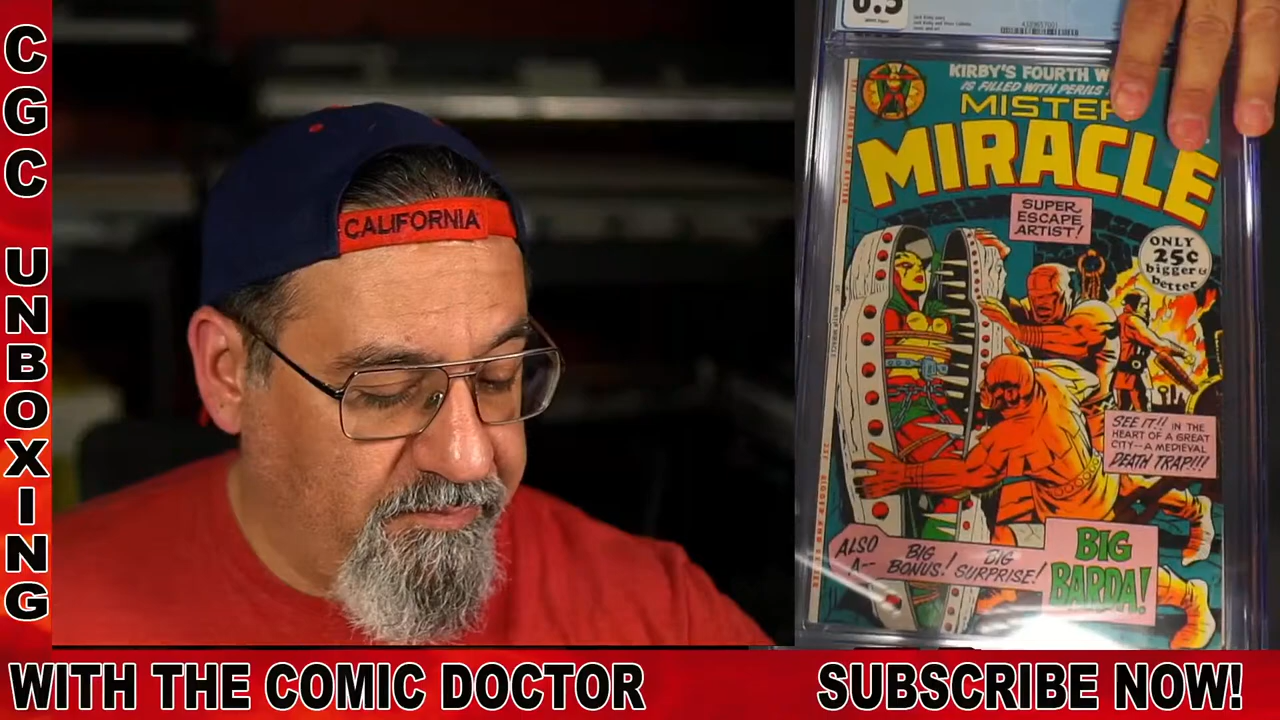 CGC UNBOXING
CALIFORNIA
KIRBY'S FOURTH
IS FILLED WITH PERILS
MISTER
MIRACLE
SUPER
ESCAPE
ARTIST!
ONLY
25¢
bigger &
better
SEE IT!! IN THE
HEART OF A GREAT
CITY--A MEDIEVAL
DEATH TRAP!!!
ALSO
A--
BIG
BONUS!
BIG
SURPRISE!
BIG
BARDA!
WITH THE COMIC DOCTOR
SUBSCRIBE NOW!